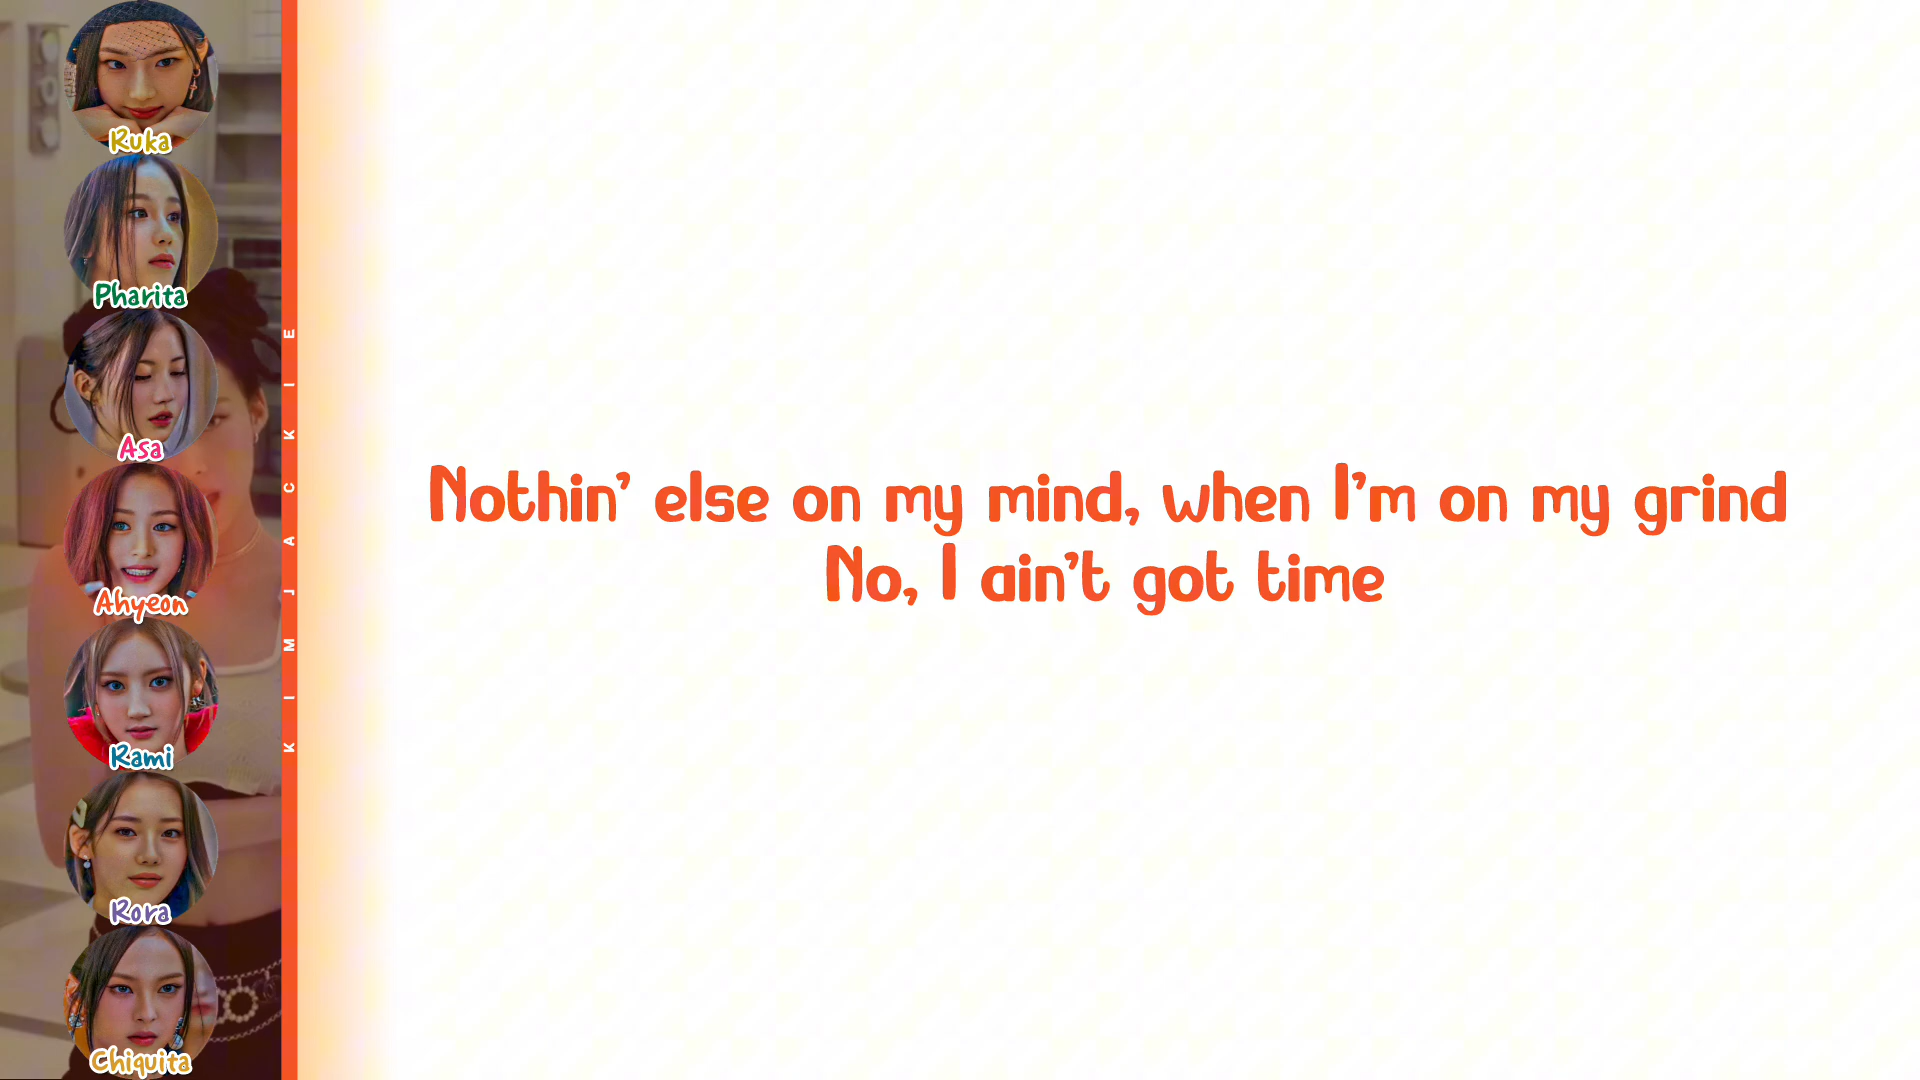 Ruka
Pharita
Asa
Ahyeon
Rami
Rora
Chiquita
KIMJACKIE
Nothin’ else on my mind, when I’m on my grind
No, I ain’t got time